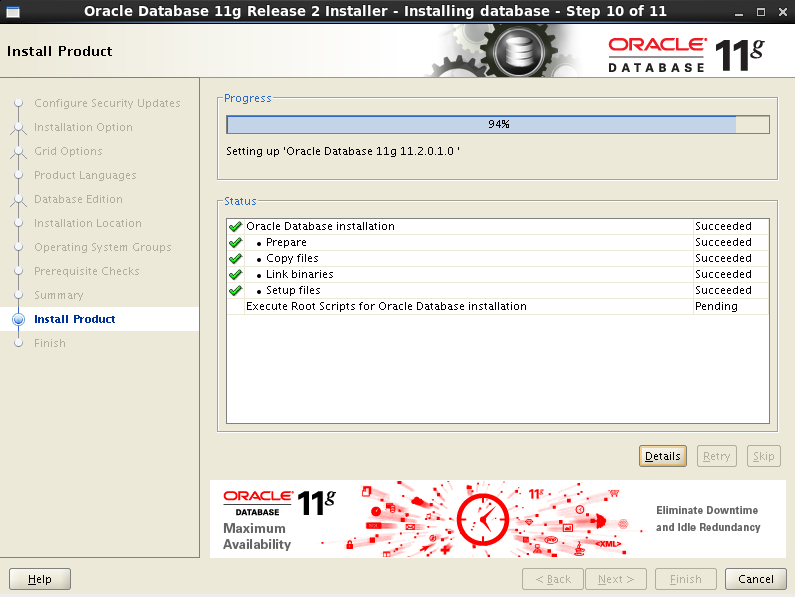 Oracle Database 11g Release 2 Installer - Installing database - Step 10 of 11
Install Product
ORACLE
DATABASE
11g
Configure Security Updates
Installation Option
Grid Options
Product Languages
Database Edition
Installation Location
Operating System Groups
Prerequisite Checks
Summary
Install Product
Finish
Progress
94%
Setting up 'Oracle Database 11g 11.2.0.1.0 '
Status
Oracle Database installation Succeeded
• Prepare Succeeded
• Copy files Succeeded
• Link binaries Succeeded
• Setup files Succeeded
Execute Root Scripts for Oracle Database installation Pending
Details Retry Skip
ORACLE
DATABASE
11g
Maximum
Availability
11g
<XML>
Eliminate Downtime
and Idle Redundancy
Help < Back Next > Finish Cancel